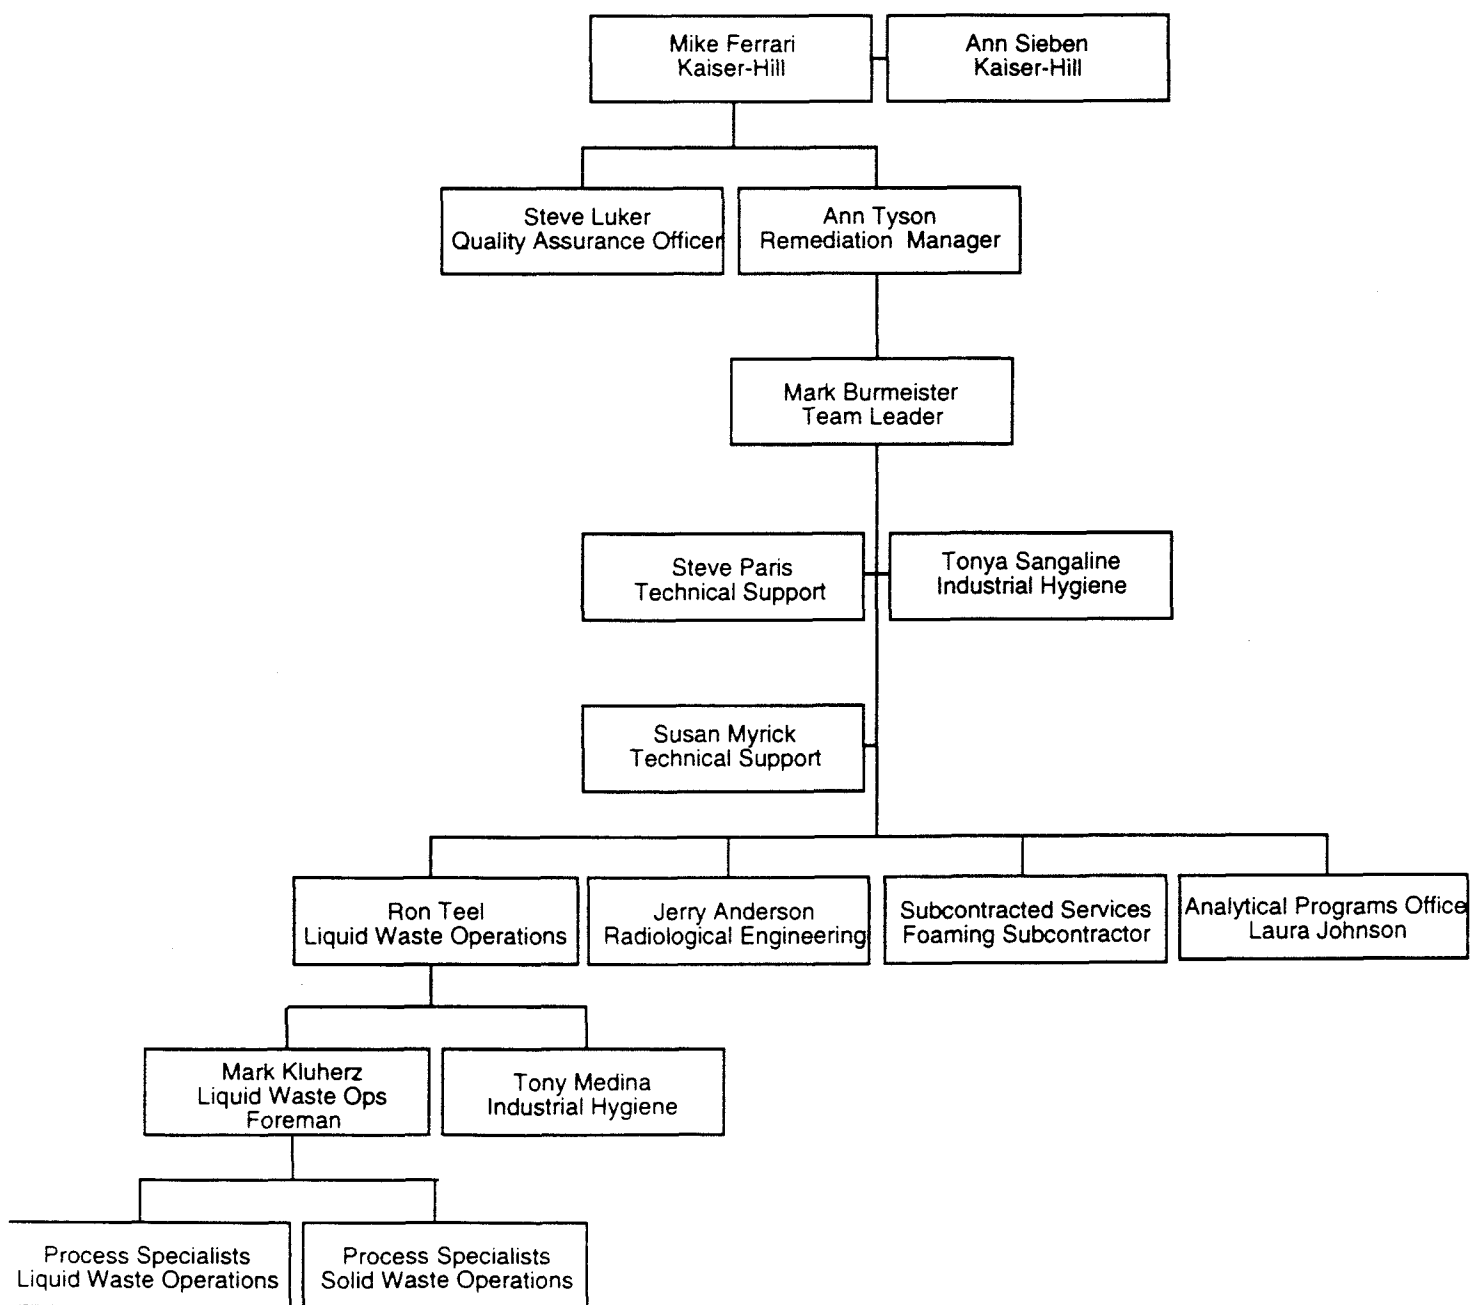 Mike Ferrari
Kaiser-Hill
Ann Sieben
Kaiser-Hill
Steve Luker
Quality Assurance Officer
Ann Tyson
Remediation Manager
Mark Burmeister
Team Leader
Steve Paris
Technical Support
Tonya Sangaline
Industrial Hygiene
Susan Myrick
Technical Support
Ron Teel
Liquid Waste Operations
Jerry Anderson
Radiological Engineering
Subcontracted Services
Foaming Subcontractor
Analytical Programs Office
Laura Johnson
Mark Kluherz
Liquid Waste Ops
Foreman
Tony Medina
Industrial Hygiene
Process Specialists
Liquid Waste Operations
Process Specialists
Solid Waste Operations